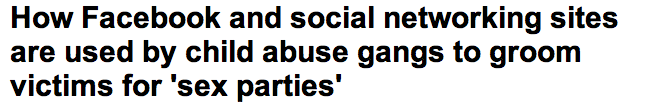 How Facebook and social networking sites
are used by child abuse gangs to groom
victims for 'sex parties'